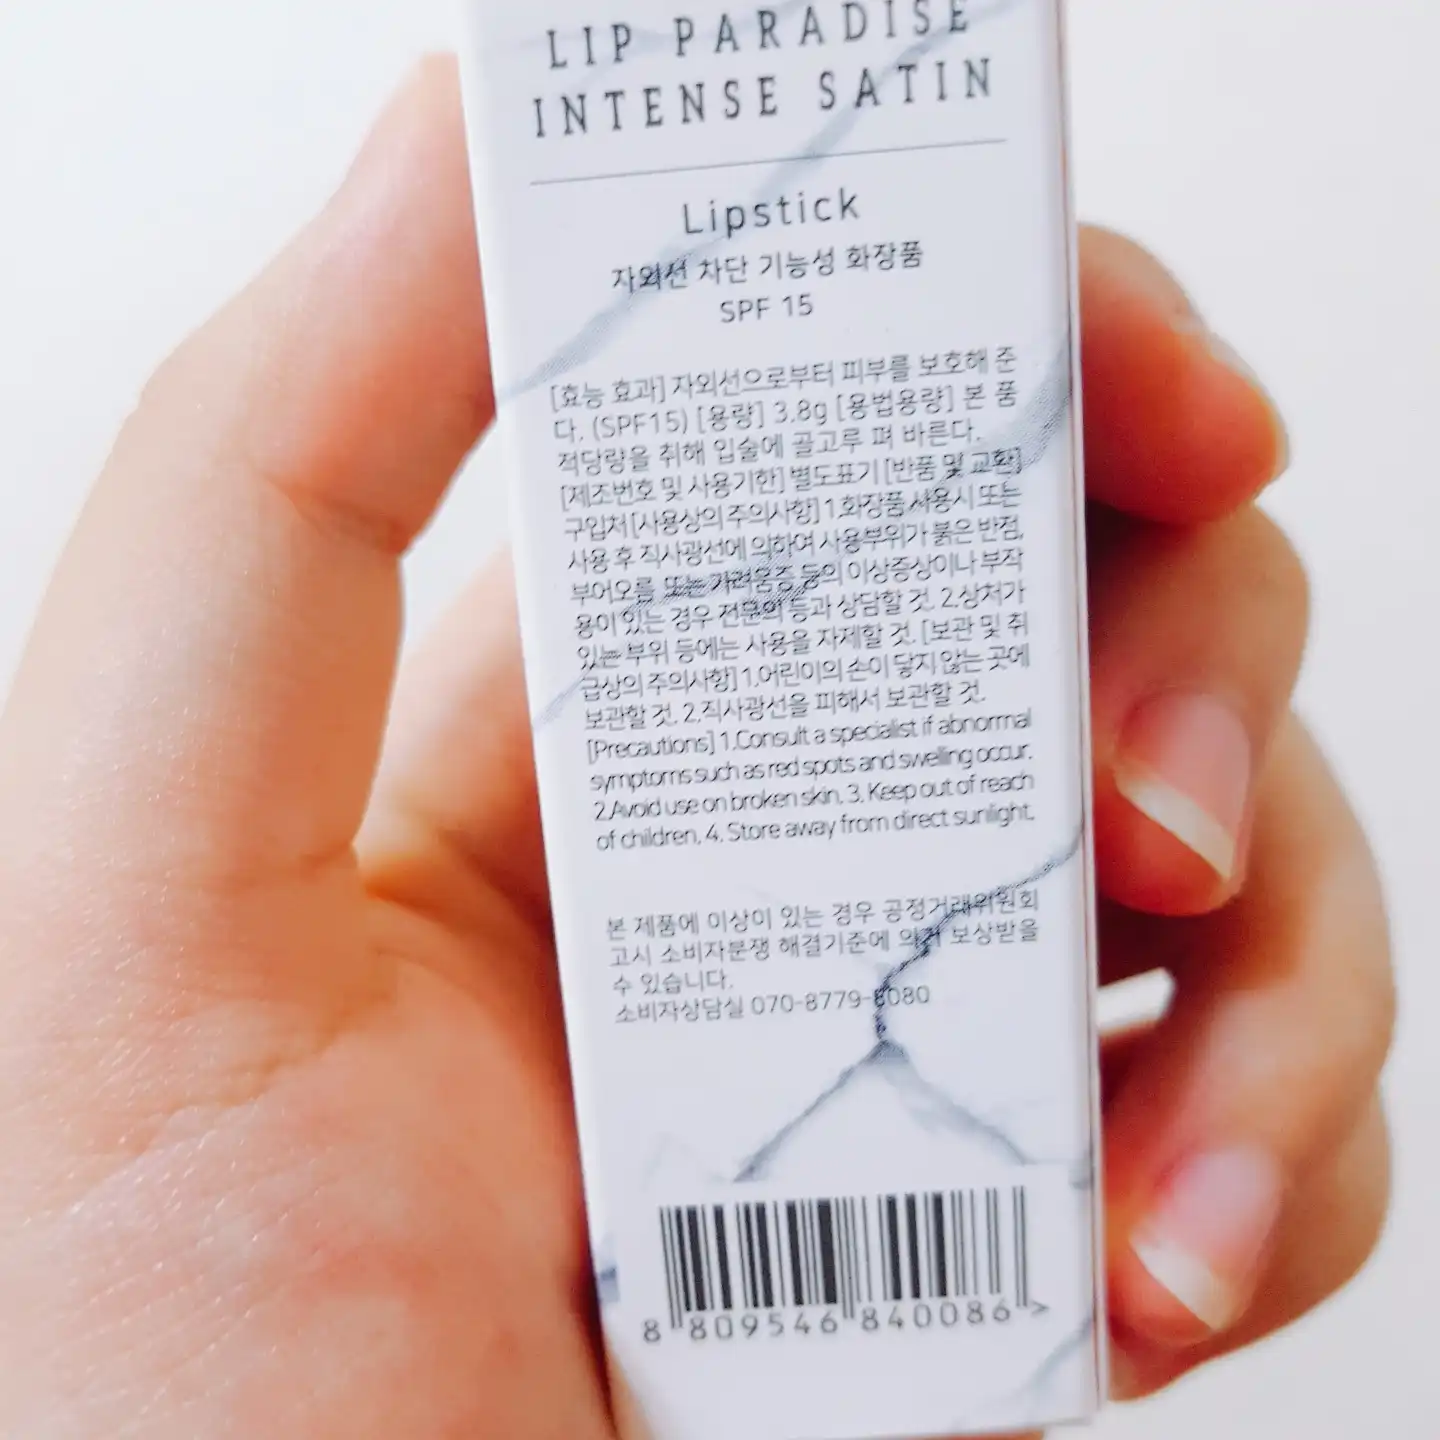 LIP PARADISE
INTENSE SATIN
Lipstick
자외선 차단 기능성 화장품
SPF 15
[효능 효과] 자외선으로부터 피부를 보호해 준
다. (SPF15) [용량] 3.8g [용법용량] 본 품
적당량을 취해 입술에 골고루 펴 바른다.
[제조번호 및 사용기한] 별도표기 [반품 및 교환]
구입처 [사용상의 주의사항] 1.화장품 사용시 또는
사용 후 직사광선에 의하여 사용부위가 붉은 반점,
부어오름 또는 가려움증 등의 이상증상이나 부작
용이 있는 경우 전문의 등과 상담할 것. 2.상처가
있는 부위 등에는 사용을 자제할 것. [보관 및 취
급상의 주의사항] 1.어린이의 손이 닿지 않는 곳에
보관할 것. 2.직사광선을 피해서 보관할 것.
[Precautions] 1.Consult a specialist if abnormal
symptoms such as red spots and swelling occur.
2.Avoid use on broken skin. 3. Keep out of reach
of children. 4. Store away from direct sunlight.
본 제품에 이상이 있는 경우 공정거래위원회
고시 소비자분쟁 해결기준에 의거 보상받을
수 있습니다.
소비자상담실 070-8779-8080
8 809546 840086 >